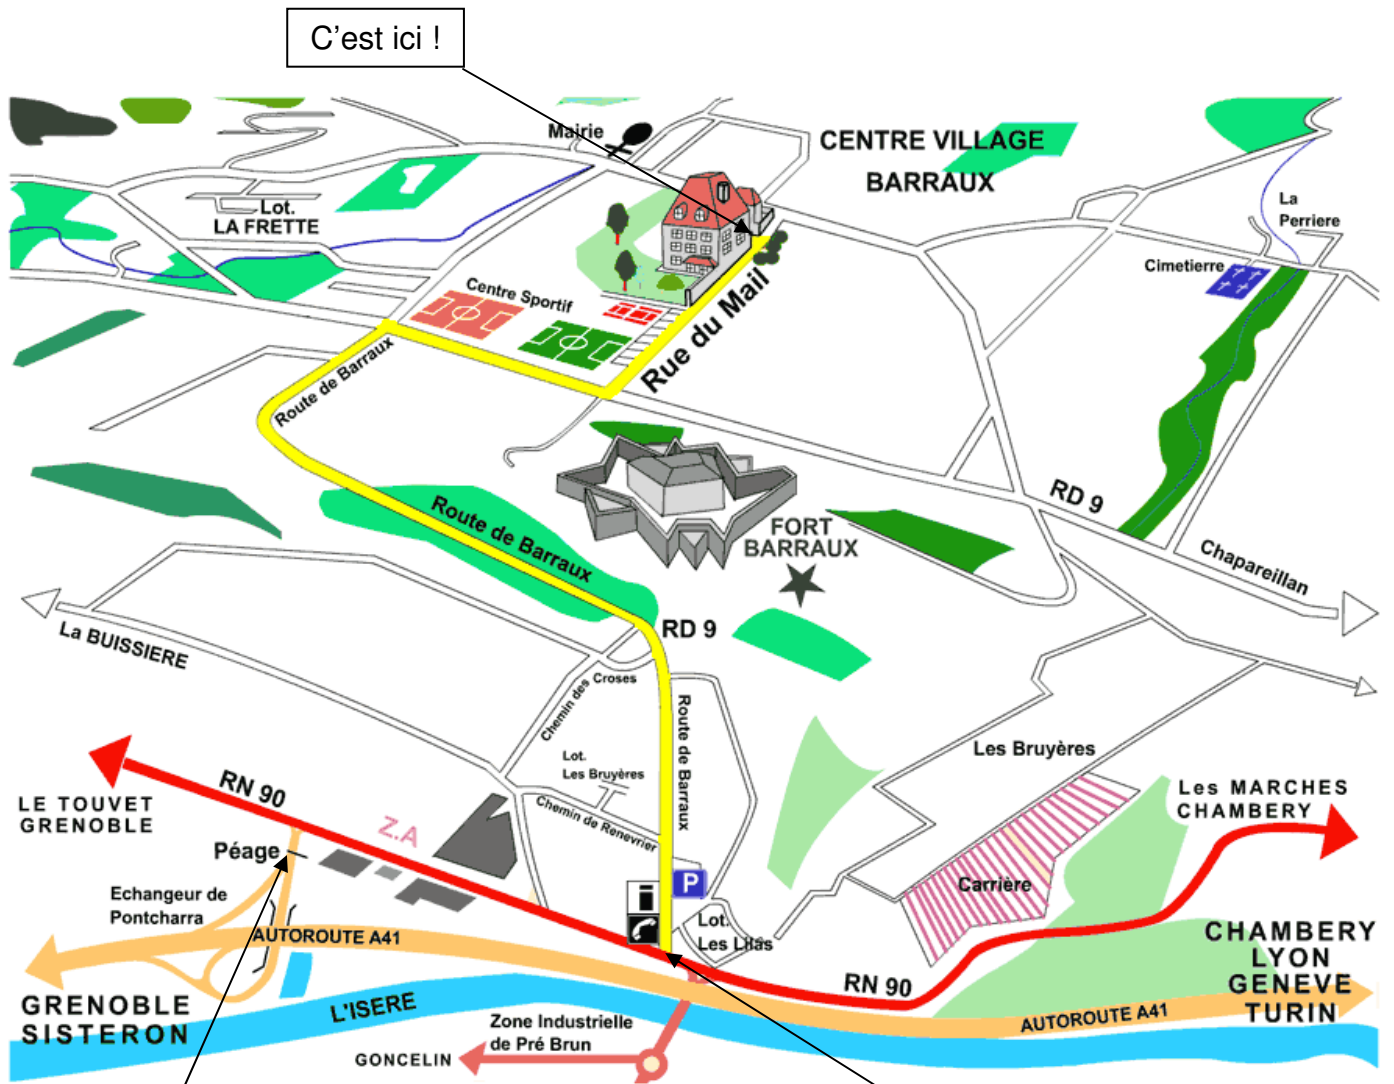 C'est ici !
Mairie
CENTRE VILLAGE
BARRAUX
La
Perriere
Lot.
LA FRETTE
Cimetierre
Centre Sportif
Rue du Mail
Route de Barraux
Route de Barraux
RD 9
FORT
BARRAUX
Chapareillan
La BUISSIERE
RD 9
Chemin des Croses
Route de Barraux
Lot.
Les Bruyères
Les Bruyères
Chemin de Renevrier
RN 90
LE TOUVET
GRENOBLE
Z.A
Les MARCHES
CHAMBERY
Péage
P
i
Carrière
Echangeur de
Pontcharra
Lot.
Les Lilas
AUTOROUTE A41
CHAMBERY
LYON
GENEVE
TURIN
RN 90
GRENOBLE
SISTERON
L'ISERE
AUTOROUTE A41
Zone Industrielle
de Pré Brun
GONCELIN